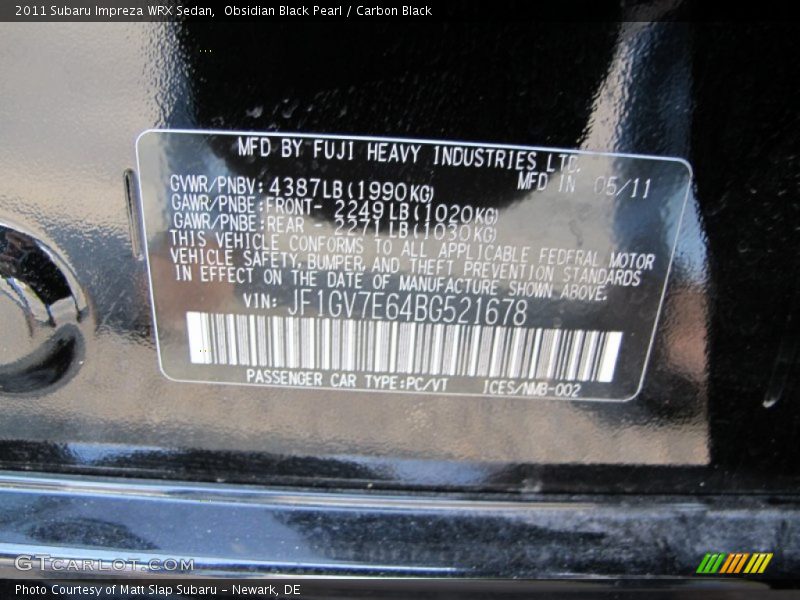 2011 Subaru Impreza WRX Sedan,  Obsidian Black Pearl / Carbon Black
MFD BY FUJI HEAVY INDUSTRIES LTD.
MFD IN 05/11
GVWR/PNBV: 4387LB(1990KG)
GAWR/PNBE:FRONT- 2249LB(1020KG)
GAWR/PNBE:REAR - 2271LB(1030KG)
THIS VEHICLE CONFORMS TO ALL APPLICABLE FEDERAL MOTOR
VEHICLE SAFETY, BUMPER, AND THEFT PREVENTION STANDARDS
IN EFFECT ON THE DATE OF MANUFACTURE SHOWN ABOVE.
VIN: JF1GV7E64BG521678
PASSENGER CAR TYPE:PC/VT ICES/NMB-002
GTCARLOT.COM
Photo Courtesy of Matt Slap Subaru - Newark, DE